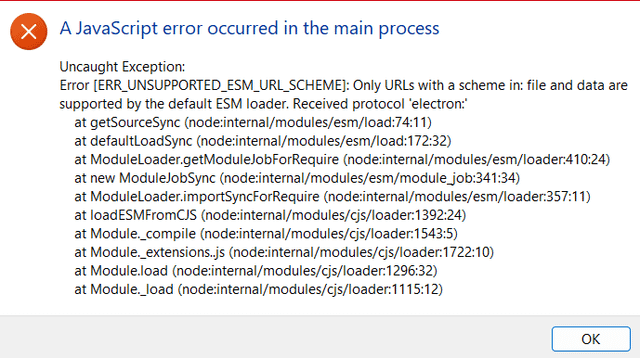 A JavaScript error occurred in the main process
Uncaught Exception:
Error [ERR_UNSUPPORTED_ESM_URL_SCHEME]: Only URLs with a scheme in: file and data are
supported by the default ESM loader. Received protocol 'electron:'
at getSourceSync (node:internal/modules/esm/load:74:11)
at defaultLoadSync (node:internal/modules/esm/load:172:32)
at ModuleLoader.getModuleJobForRequire (node:internal/modules/esm/loader:410:24)
at new ModuleJobSync (node:internal/modules/esm/module_job:341:34)
at ModuleLoader.importSyncForRequire (node:internal/modules/esm/loader:357:11)
at loadESMFromCJS (node:internal/modules/cjs/loader:1392:24)
at Module._compile (node:internal/modules/cjs/loader:1543:5)
at Module._extensions..js (node:internal/modules/cjs/loader:1722:10)
at Module.load (node:internal/modules/cjs/loader:1296:32)
at Module._load (node:internal/modules/cjs/loader:1115:12)
OK